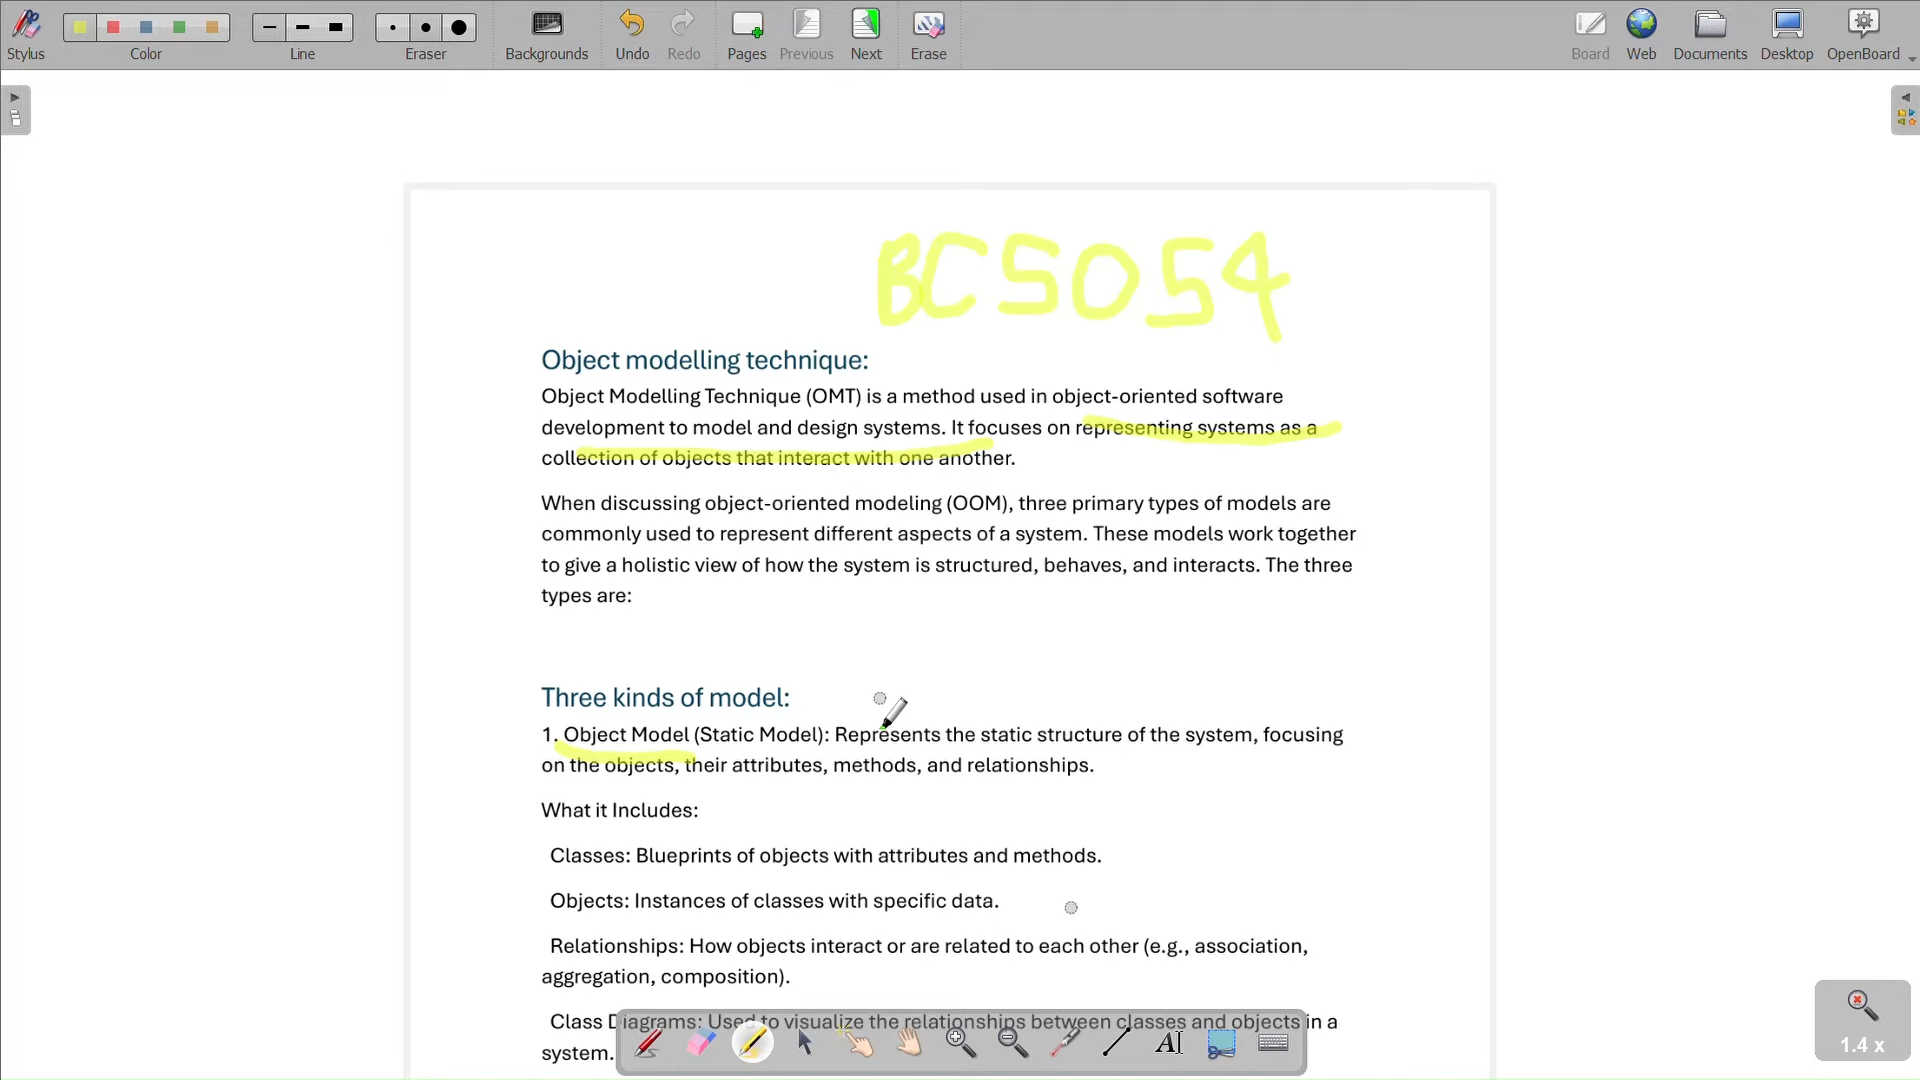 Stylus Color Line Eraser Backgrounds Undo Redo Pages Previous Next Erase Board Web Documents Desktop OpenBoard
BCS054
Object modelling technique:
Object Modelling Technique (OMT) is a method used in object-oriented software
development to model and design systems. It focuses on representing systems as a
collection of objects that interact with one another.
When discussing object-oriented modeling (OOM), three primary types of models are
commonly used to represent different aspects of a system. These models work together
to give a holistic view of how the system is structured, behaves, and interacts. The three
types are:
Three kinds of model:
1. Object Model (Static Model): Represents the static structure of the system, focusing
on the objects, their attributes, methods, and relationships.
What it Includes:
Classes: Blueprints of objects with attributes and methods.
Objects: Instances of classes with specific data.
Relationships: How objects interact or are related to each other (e.g., association,
aggregation, composition).
Class Diagrams: Used to visualize the relationships between classes and objects in a
system.
1.4 x